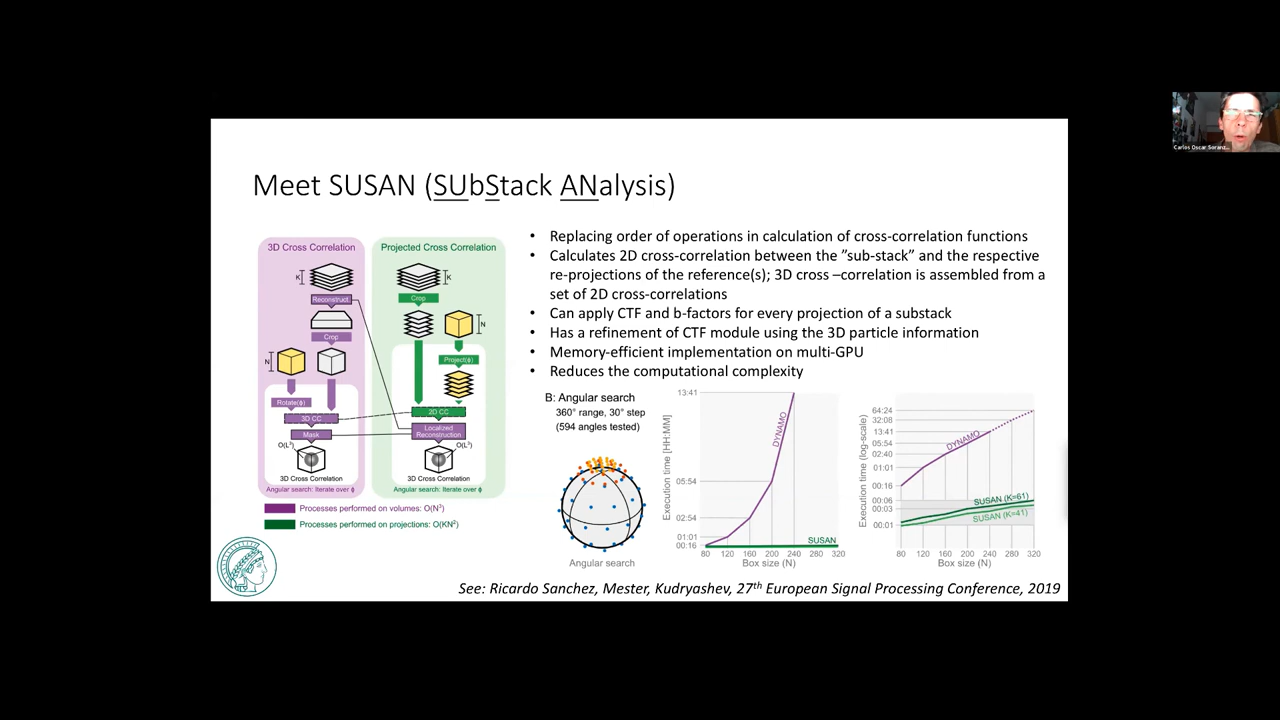 Carlos Oscar Soranz...
Meet SUSAN (SUbStack ANalysis)
3D Cross Correlation
K
Reconstruct
Crop
N
Rotate(ϕ)
3D CC
Mask
O(L³)
3D Cross Correlation
Angular search: Iterate over ϕ
Projected Cross Correlation
K
Crop
N
Project(ϕ)
2D CC
Localized
Reconstruction
O(L³)
3D Cross Correlation
Angular search: Iterate over ϕ
Processes performed on volumes: O(N³)
Processes performed on projections: O(KN²)
• Replacing order of operations in calculation of cross-correlation functions
• Calculates 2D cross-correlation between the ”sub-stack” and the respective
re-projections of the reference(s); 3D cross –correlation is assembled from a
set of 2D cross-correlations
• Can apply CTF and b-factors for every projection of a substack
• Has a refinement of CTF module using the 3D particle information
• Memory-efficient implementation on multi-GPU
• Reduces the computational complexity
B: Angular search
360° range, 30° step
(594 angles tested)
Angular search
Execution time [HH:MM]
13:41
05:54
02:54
01:01
00:16
DYNAMO
SUSAN
80 120 160 200 240 280 320
Box size (N)
Execution time (log-scale)
64:24
32:08
13:41
05:54
02:40
01:01
00:16
00:06
00:03
00:01
DYNAMO
SUSAN (K=61)
SUSAN (K=41)
80 120 160 200 240 280 320
Box size (N)
See: Ricardo Sanchez, Mester, Kudryashev, 27th European Signal Processing Conference, 2019